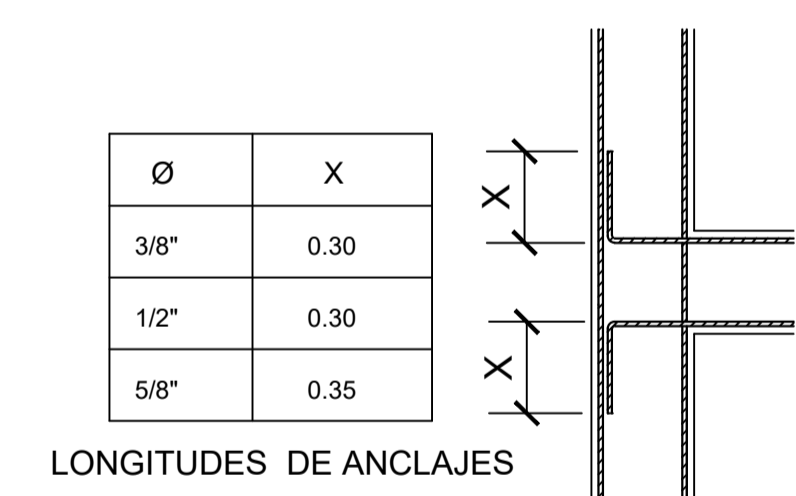 Ø X
3/8" 0.30
1/2" 0.30
5/8" 0.35
LONGITUDES DE ANCLAJES
X
X